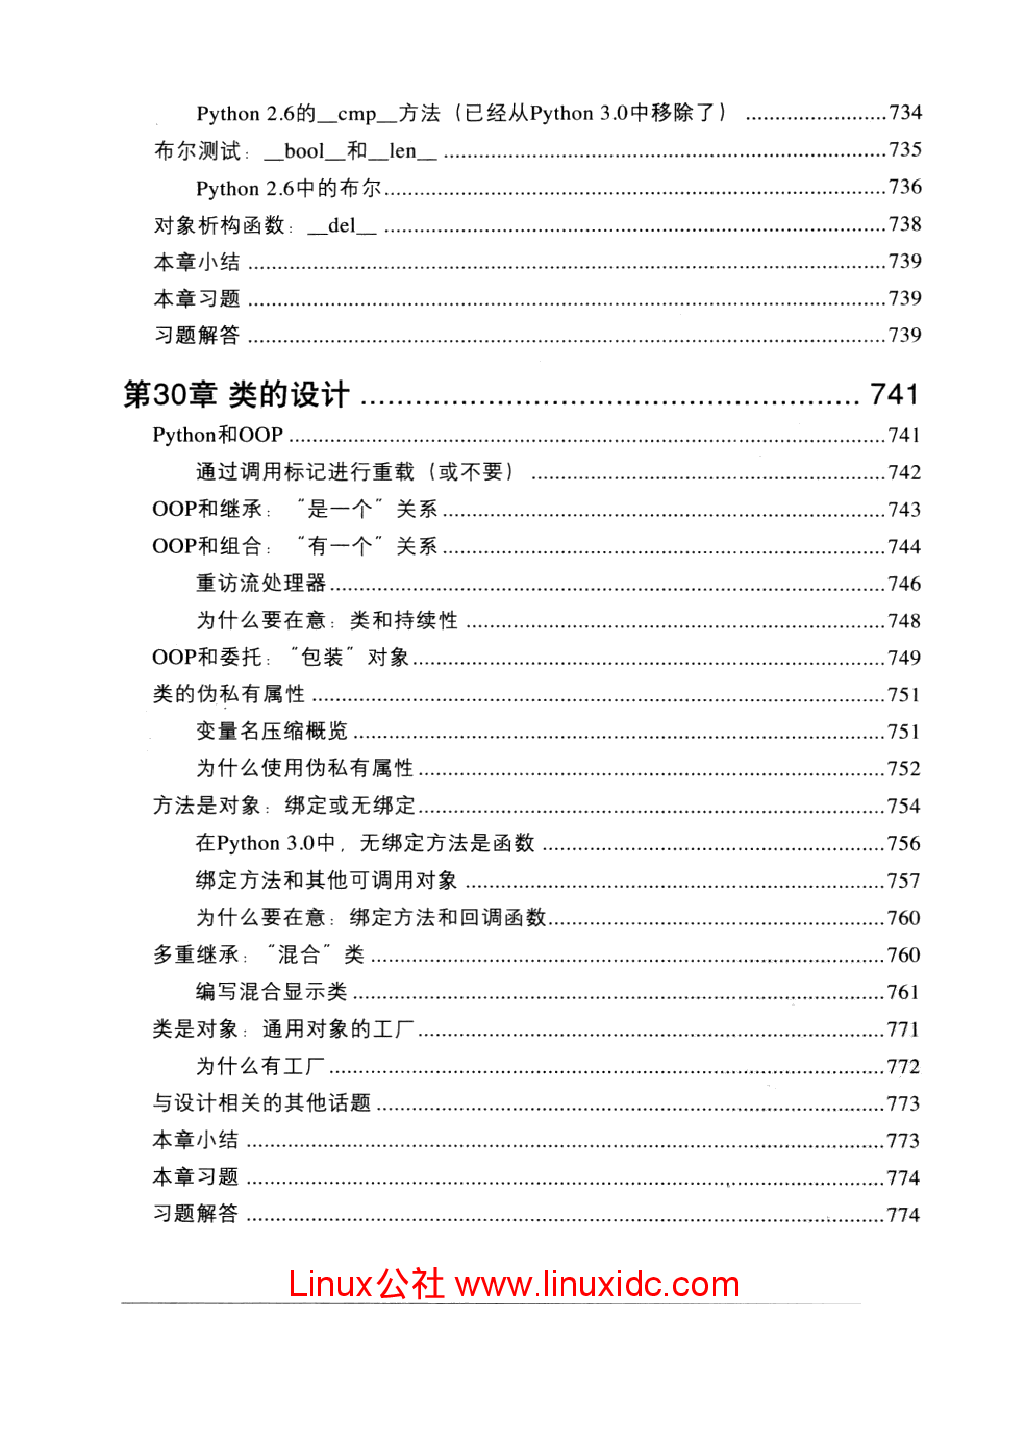 Python 2.6的__cmp__方法（已经从Python 3.0中移除了） ........................734
布尔测试：__bool__和__len__ ...........................................................................735
Python 2.6中的布尔.....................................................................................736
对象析构函数：__del__ .....................................................................................738
本章小结 .............................................................................................................739
本章习题 .............................................................................................................739
习题解答 .............................................................................................................739
第30章 类的设计 .................................................... 741
Python和OOP .....................................................................................................741
通过调用标记进行重载（或不要） ............................................................742
OOP和继承：“是一个”关系 ...........................................................................743
OOP和组合：“有一个”关系 ...........................................................................744
重访流处理器..............................................................................................746
为什么要在意：类和持续性 .......................................................................748
OOP和委托：“包装”对象................................................................................749
类的伪私有属性 .................................................................................................751
变量名压缩概览 ..........................................................................................751
为什么使用伪私有属性 ...............................................................................752
方法是对象：绑定或无绑定...............................................................................754
在Python 3.0中，无绑定方法是函数 ..........................................................756
绑定方法和其他可调用对象 .......................................................................757
为什么要在意：绑定方法和回调函数.........................................................760
多重继承：“混合”类 .......................................................................................760
编写混合显示类 ..........................................................................................761
类是对象：通用对象的工厂...............................................................................771
为什么有工厂 ..............................................................................................772
与设计相关的其他话题 ......................................................................................773
本章小结 .............................................................................................................773
本章习题 .............................................................................................................774
习题解答 .............................................................................................................774
Linux公社 www.linuxidc.com